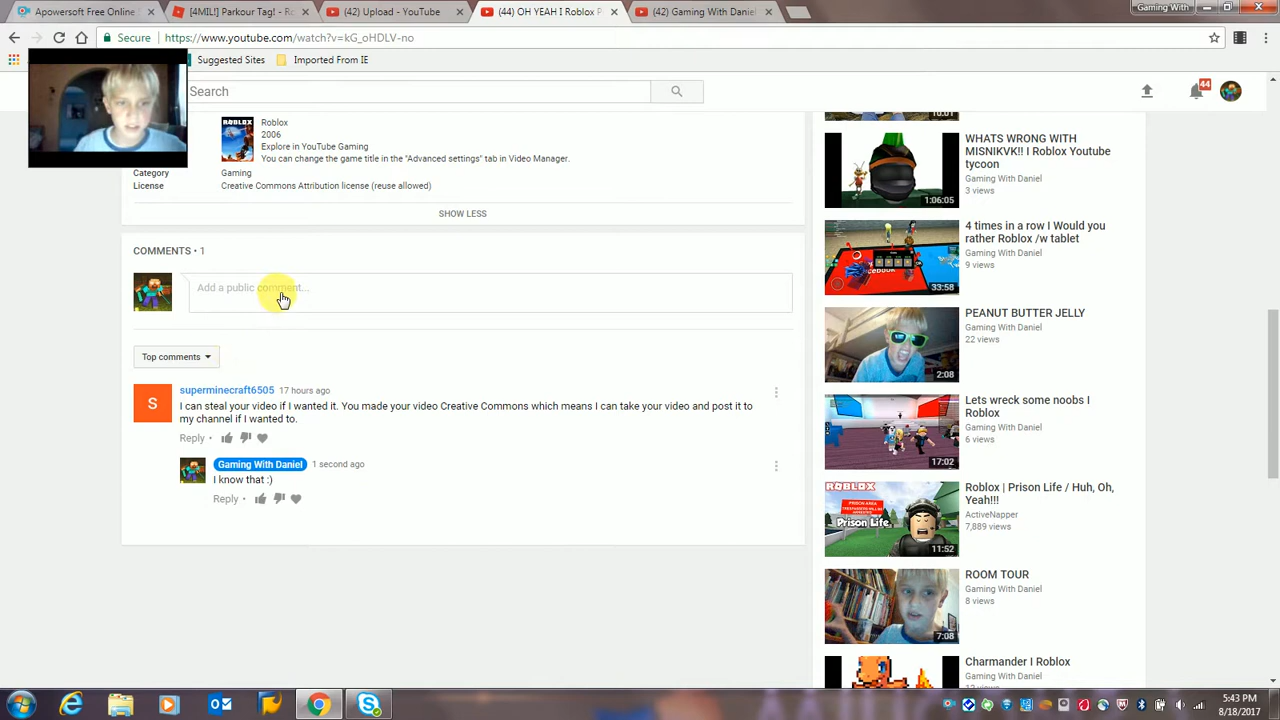 Gaming With
Apowersoft Free Online
[4MIL!] Parkour Tag! - R
(42) Upload - YouTube
(44) OH YEAH I Roblox P
(42) Gaming With Daniel
Secure
https://www.youtube.com/watch?v=kG_oHDLV-no
Suggested Sites
Imported From IE
Search
44
Roblox
2006
Explore in YouTube Gaming
You can change the game title in the "Advanced settings" tab in Video Manager.
Category Gaming
License Creative Commons Attribution license (reuse allowed)
SHOW LESS
COMMENTS • 1
Add a public comment...
Top comments
S
superminecraft6505 17 hours ago
I can steal your video if I wanted it. You made your video Creative Commons which means I can take your video and post it to
my channel if I wanted to.
Reply •
Gaming With Daniel 1 second ago
I know that :)
Reply •
10:01
WHATS WRONG WITH
MISNIKVK!! I Roblox Youtube
tycoon
Gaming With Daniel
3 views
1:06:05
4 times in a row I Would you
rather Roblox /w tablet
Gaming With Daniel
9 views
33:58
PEANUT BUTTER JELLY
Gaming With Daniel
22 views
2:08
Lets wreck some noobs I
Roblox
Gaming With Daniel
6 views
17:02
Roblox | Prison Life / Huh, Oh,
Yeah!!!
ActiveNapper
7,889 views
ROBLOX
Prison Life
11:52
ROOM TOUR
Gaming With Daniel
8 views
7:08
Charmander I Roblox
Gaming With Daniel
5:43 PM
8/18/2017